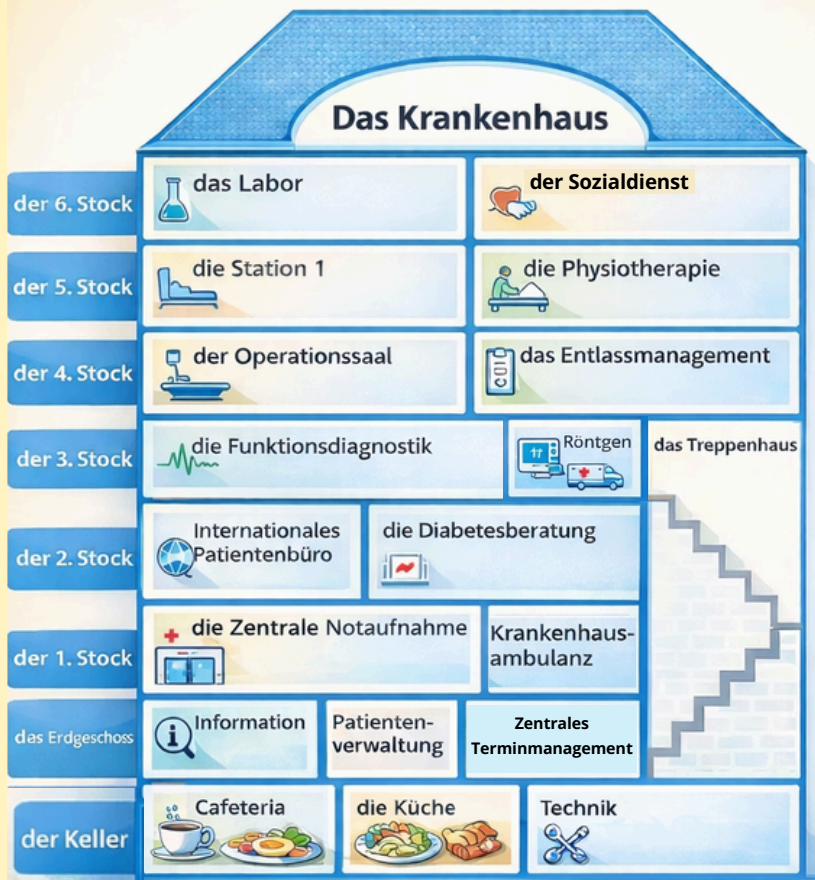 Das Krankenhaus
der 6. Stock
das Labor
der Sozialdienst
der 5. Stock
die Station 1
die Physiotherapie
der 4. Stock
der Operationssaal
das Entlassmanagement
der 3. Stock
die Funktionsdiagnostik
Röntgen
das Treppenhaus
der 2. Stock
Internationales
Patientenbüro
die Diabetesberatung
der 1. Stock
die Zentrale Notaufnahme
Krankenhaus-
ambulanz
das Erdgeschoss
Information
Patienten-
verwaltung
Zentrales
Terminmanagement
der Keller
Cafeteria
die Küche
Technik